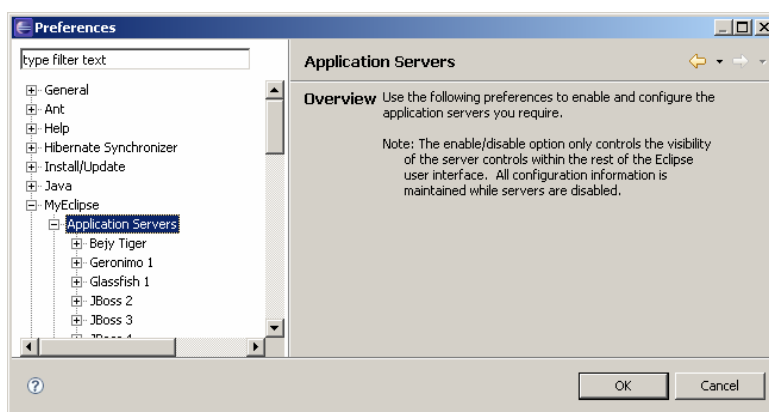 Preferences
type filter text
General
Ant
Help
Hibernate Synchronizer
Install/Update
Java
MyEclipse
Application Servers
Bejy Tiger
Geronimo 1
Glassfish 1
JBoss 2
JBoss 3
Application Servers
Overview Use the following preferences to enable and configure the
application servers you require.
Note: The enable/disable option only controls the visibility
of the server controls within the rest of the Eclipse
user interface. All configuration information is
maintained while servers are disabled.
OK Cancel